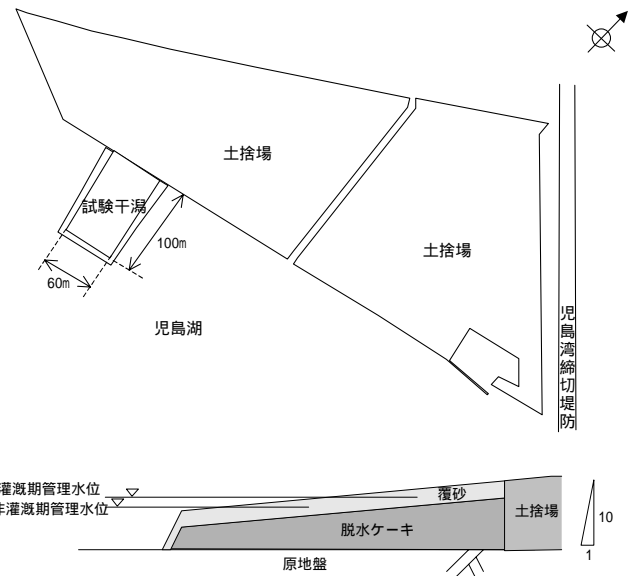 土捨場
試験干潟
100m
土捨場
60m
児島湖
児島湾締切堤防
灌漑期管理水位
非灌漑期管理水位
覆砂
土捨場
脱水ケーキ
10
1
原地盤